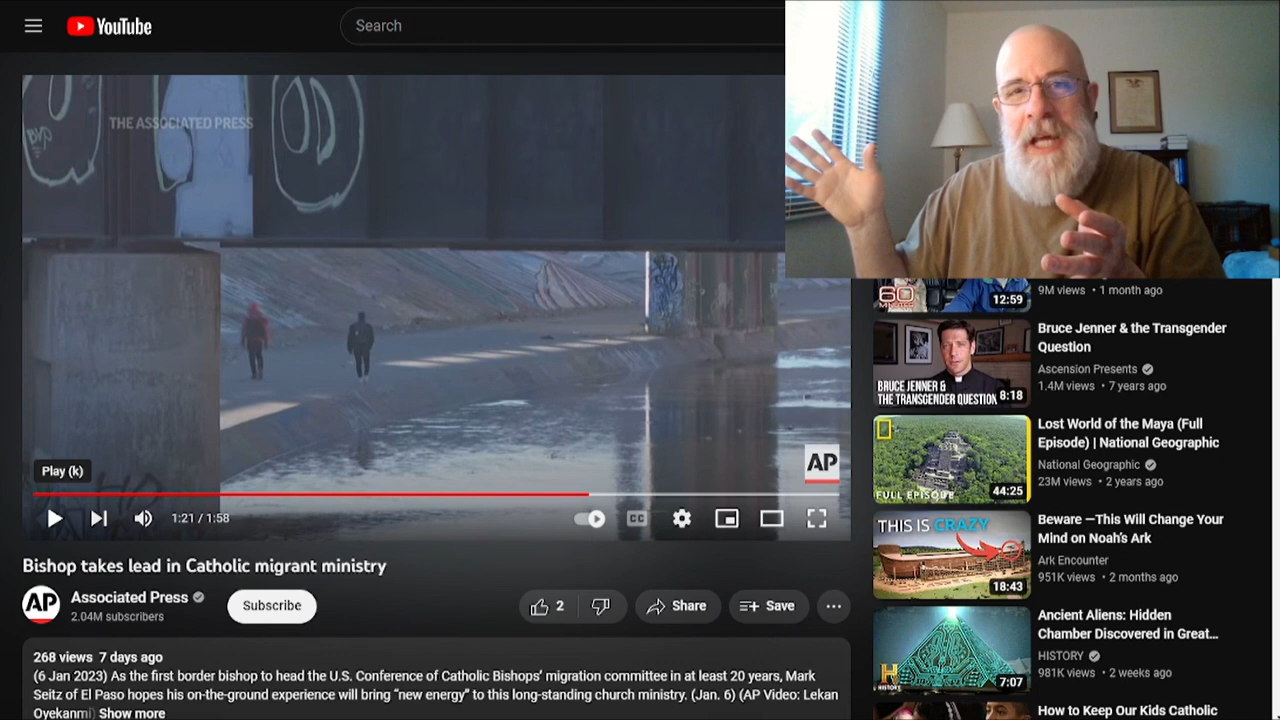 YouTube
Search
BVP
THE ASSOCIATED PRESS
AP
Play (k)
1:21 / 1:58
CC
Bishop takes lead in Catholic migrant ministry
AP
Associated Press
2.04M subscribers
Subscribe
2
Share
Save
268 views 7 days ago
(6 Jan 2023) As the first border bishop to head the U.S. Conference of Catholic Bishops' migration committee in at least 20 years, Mark
Seitz of El Paso hopes his on-the-ground experience will bring “new energy” to this long-standing church ministry. (Jan. 6) (AP Video: Lekan
Oyekanmi) Show more
60
12:59
9M views • 1 month ago
BRUCE JENNER &
THE TRANSGENDER QUESTION
8:18
Bruce Jenner & the Transgender
Question
Ascension Presents
1.4M views • 7 years ago
FULL EPISODE
44:25
Lost World of the Maya (Full
Episode) | National Geographic
National Geographic
23M views • 2 years ago
THIS IS CRAZY
18:43
Beware —This Will Change Your
Mind on Noah's Ark
Ark Encounter
951K views • 2 months ago
H
HISTORY
7:07
Ancient Aliens: Hidden
Chamber Discovered in Great...
HISTORY
981K views • 2 weeks ago
How to Keep Our Kids Catholic